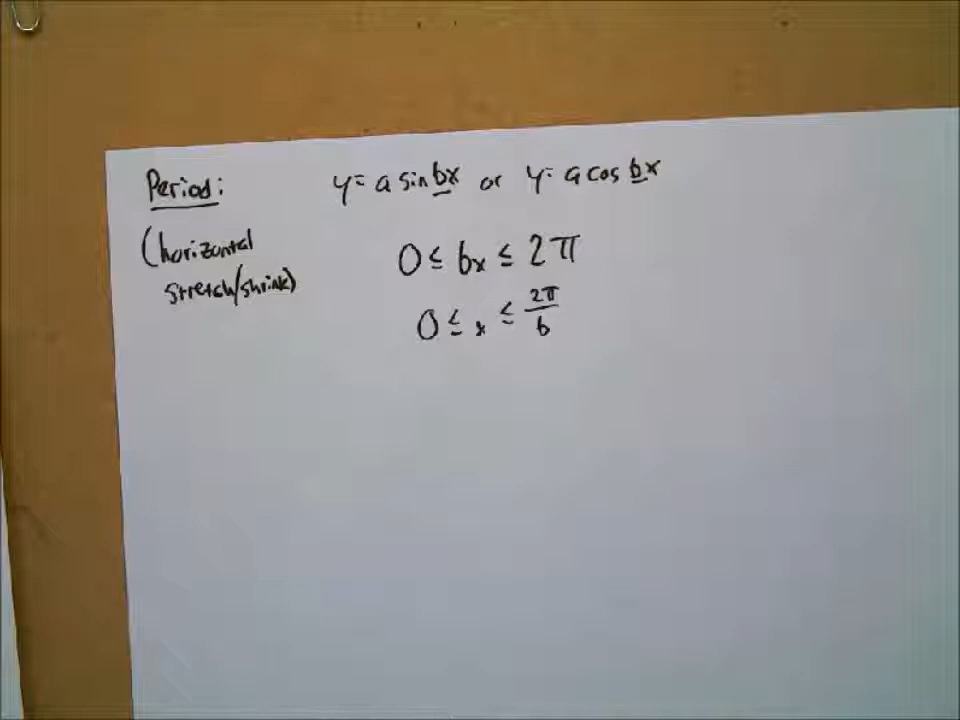 Period: y = a sin bx or y = a cos bx
(horizontal stretch/shrink)
0 ≤ bx ≤ 2π
0 ≤ x ≤ 2π/b